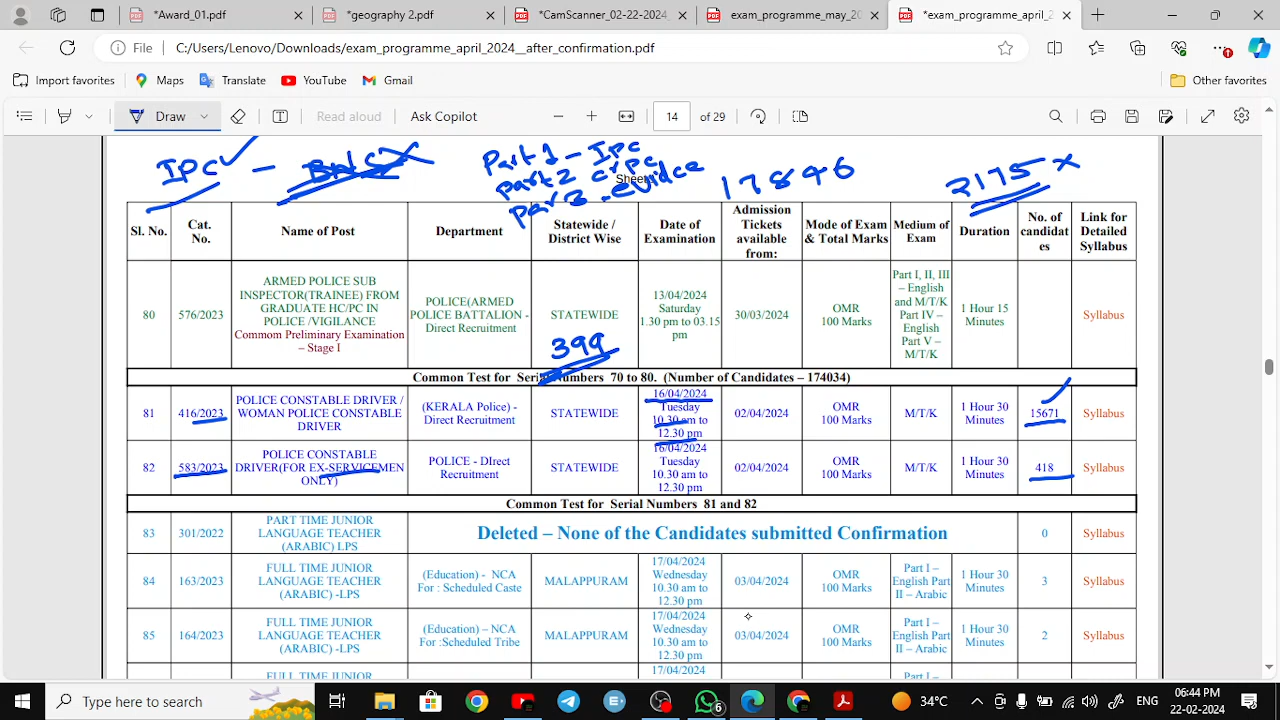 *Award_01.pdf
*geography 2.pdf
*CamScanner_02-22-2024
exam_programme_may_20
*exam_programme_april_2
File
C:/Users/Lenovo/Downloads/exam_programme_april_2024__after_confirmation.pdf
Import favorites
Maps
Translate
YouTube
Gmail
Other favorites
Draw
Read aloud
Ask Copilot
14 of 29
IPC – BNS
Part 1 – IPC
Part 2 CrPC
Part 3. evidce
17846
2175 x
Sl. No. Cat. No. Name of Post Department Statewide / District Wise Date of Examination Admission Tickets available from: Mode of Exam & Total Marks Medium of Exam Duration No. of candidat es Link for Detailed Syllabus
80 576/2023 ARMED POLICE SUB INSPECTOR(TRAINEE) FROM GRADUATE HC/PC IN POLICE /VIGILANCE Commom Preliminary Examination – Stage I POLICE(ARMED POLICE BATTALION - Direct Recruitment STATEWIDE 13/04/2024 Saturday 1.30 pm to 03.15 pm 30/03/2024 OMR 100 Marks Part I, II, III – English and M/T/K Part IV – English Part V – M/T/K 1 Hour 15 Minutes Syllabus
399
Common Test for Serial Numbers 70 to 80. (Number of Candidates – 174034)
81 416/2023 POLICE CONSTABLE DRIVER / WOMAN POLICE CONSTABLE DRIVER (KERALA Police) - Direct Recruitment STATEWIDE 16/04/2024 Tuesday 10.30 am to 12.30 pm 02/04/2024 OMR 100 Marks M/T/K 1 Hour 30 Minutes 15671 Syllabus
82 583/2023 POLICE CONSTABLE DRIVER(FOR EX-SERVICEMEN ONLY) POLICE - DIrect Recruitment STATEWIDE 16/04/2024 Tuesday 10.30 am to 12.30 pm 02/04/2024 OMR 100 Marks M/T/K 1 Hour 30 Minutes 418 Syllabus
Common Test for Serial Numbers 81 and 82
83 301/2022 PART TIME JUNIOR LANGUAGE TEACHER (ARABIC) LPS Deleted – None of the Candidates submitted Confirmation 0 Syllabus
84 163/2023 FULL TIME JUNIOR LANGUAGE TEACHER (ARABIC) -LPS (Education) - NCA For : Scheduled Caste MALAPPURAM 17/04/2024 Wednesday 10.30 am to 12.30 pm 03/04/2024 OMR 100 Marks Part I – English Part II – Arabic 1 Hour 30 Minutes 3 Syllabus
85 164/2023 FULL TIME JUNIOR LANGUAGE TEACHER (ARABIC) -LPS (Education) – NCA For :Scheduled Tribe MALAPPURAM 17/04/2024 Wednesday 10.30 am to 12.30 pm 03/04/2024 OMR 100 Marks Part I – English Part II – Arabic 1 Hour 30 Minutes 2 Syllabus
FULL TIME JUNIOR 17/04/2024 Part I –
Type here to search
6
34°C
ENG
06:44 PM
22-02-2024